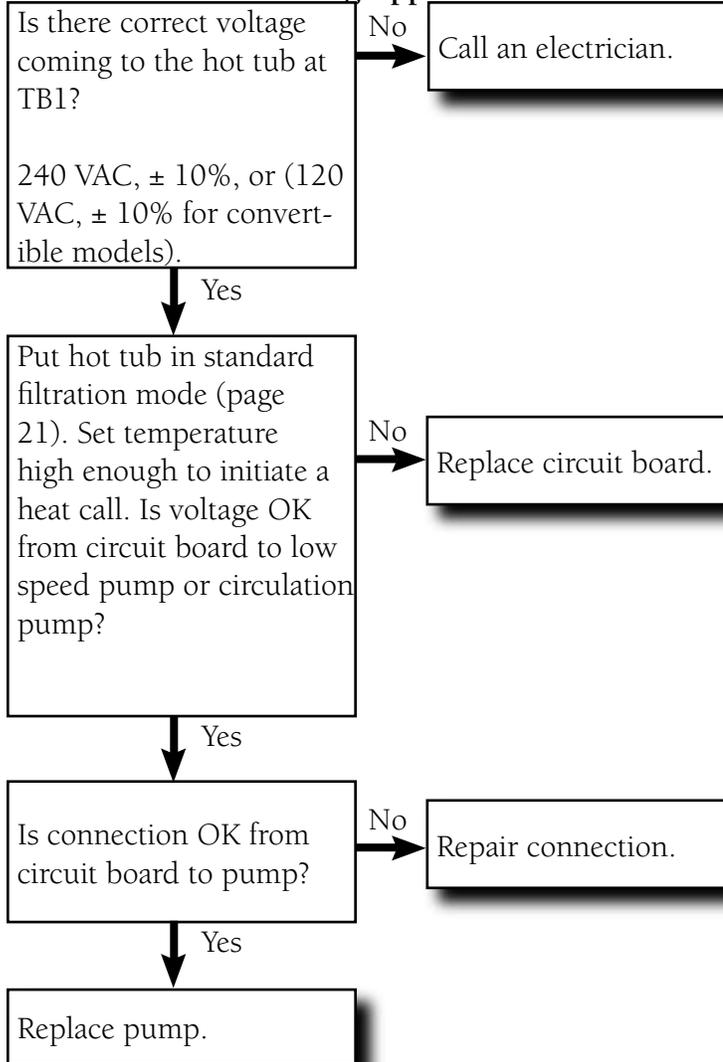 Is there correct voltage
coming to the hot tub at
TB1?
240 VAC, ± 10%, or (120
VAC, ± 10% for convert-
ible models).
No
Call an electrician.
Yes
Put hot tub in standard
filtration mode (page
21). Set temperature
high enough to initiate a
heat call. Is voltage OK
from circuit board to low
speed pump or circulation
pump?
No
Replace circuit board.
Yes
Is connection OK from
circuit board to pump?
No
Repair connection.
Yes
Replace pump.